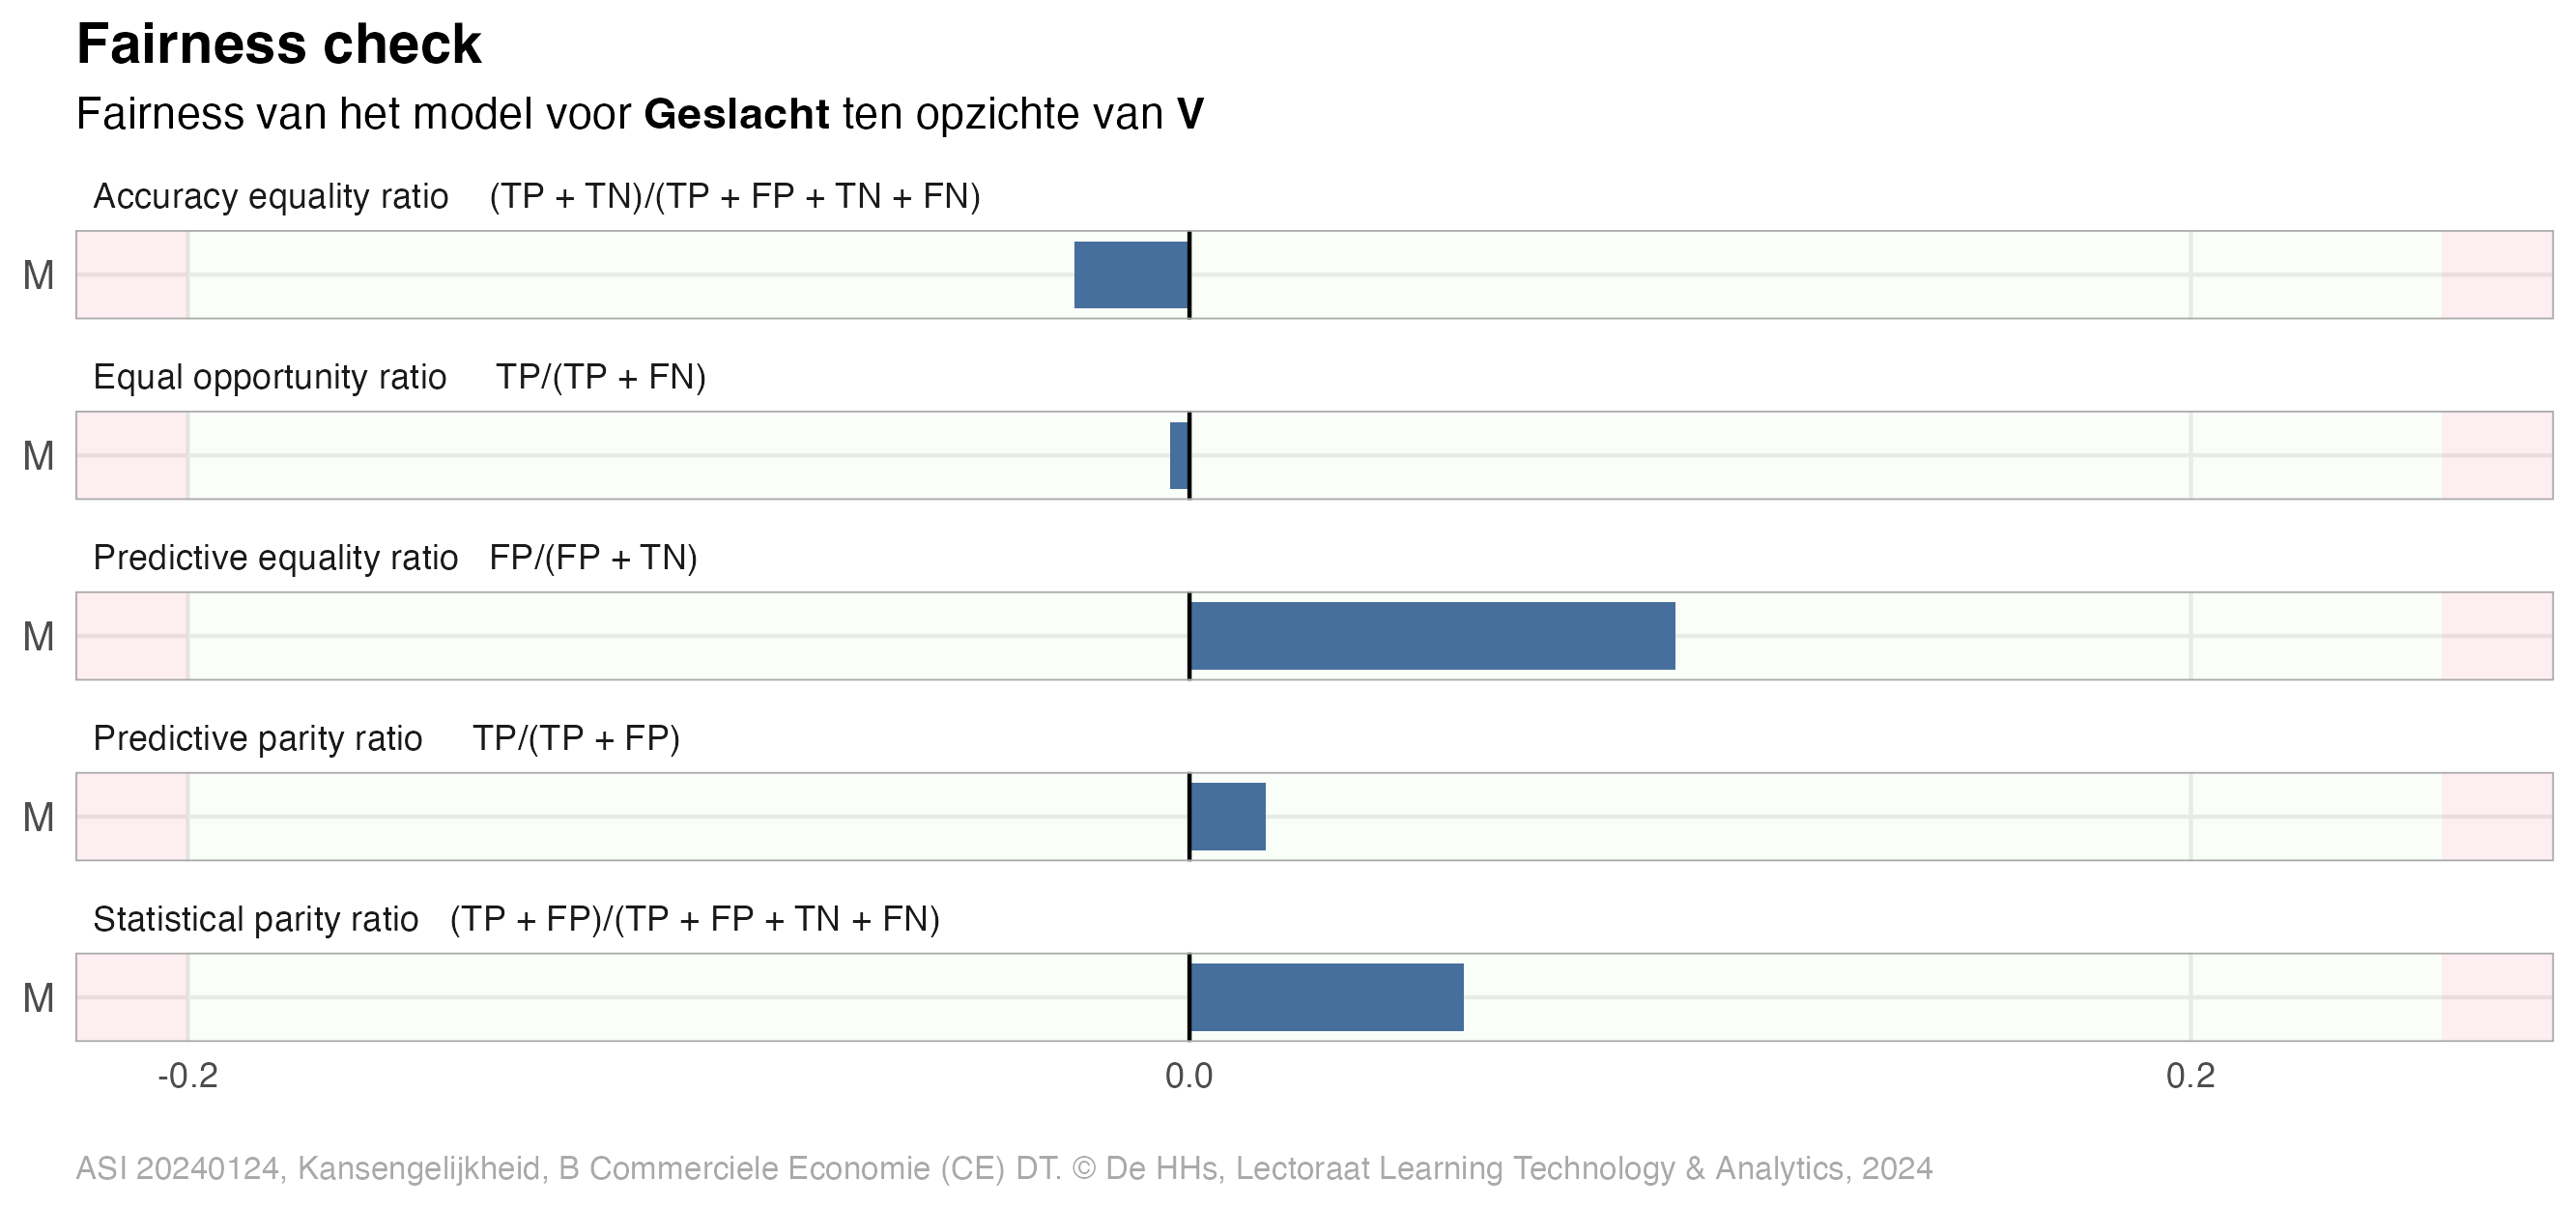 Fairness check
Fairness van het model voor Geslacht ten opzichte van V
Accuracy equality ratio (TP + TN)/(TP + FP + TN + FN)
M
Equal opportunity ratio TP/(TP + FN)
M
Predictive equality ratio FP/(FP + TN)
M
Predictive parity ratio TP/(TP + FP)
M
Statistical parity ratio (TP + FP)/(TP + FP + TN + FN)
M
-0.2 0.0 0.2
ASI 20240124, Kansengelijkheid, B Commerciele Economie (CE) DT. © De HHs, Lectoraat Learning Technology & Analytics, 2024